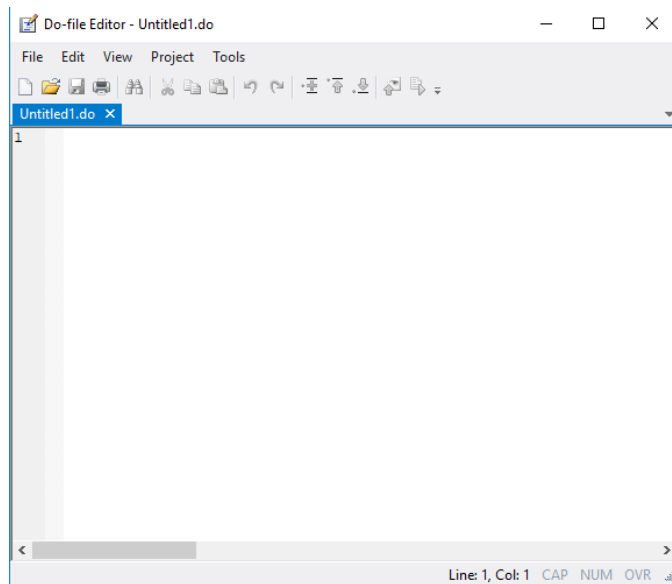 Do-file Editor - Untitled1.do
File Edit View Project Tools
Untitled1.do
1
Line: 1, Col: 1 CAP NUM OVR